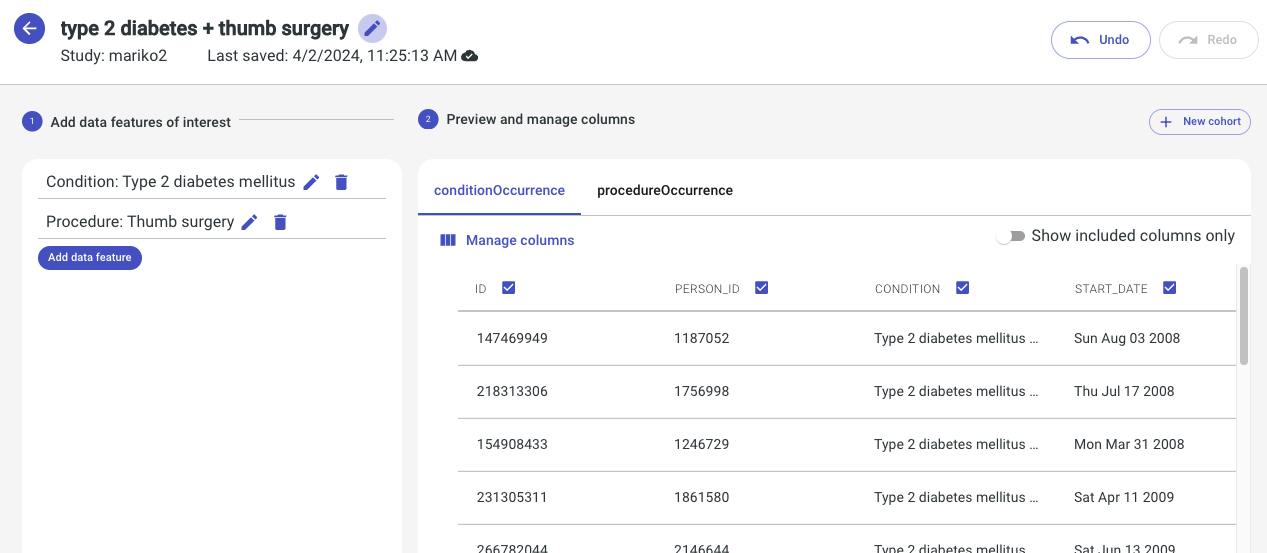 type 2 diabetes + thumb surgery
Study: mariko2 Last saved: 4/2/2024, 11:25:13 AM
Undo Redo
1 Add data features of interest
2 Preview and manage columns
New cohort
Condition: Type 2 diabetes mellitus
Procedure: Thumb surgery
Add data feature
conditionOccurrence procedureOccurrence
Manage columns
Show included columns only
ID PERSON_ID CONDITION START_DATE
147469949 1187052 Type 2 diabetes mellitus ... Sun Aug 03 2008
218313306 1756998 Type 2 diabetes mellitus ... Thu Jul 17 2008
154908433 1246729 Type 2 diabetes mellitus ... Mon Mar 31 2008
231305311 1861580 Type 2 diabetes mellitus ... Sat Apr 11 2009
266782044 2146644 Type 2 diabetes mellitus ... Sat Jun 13 2009